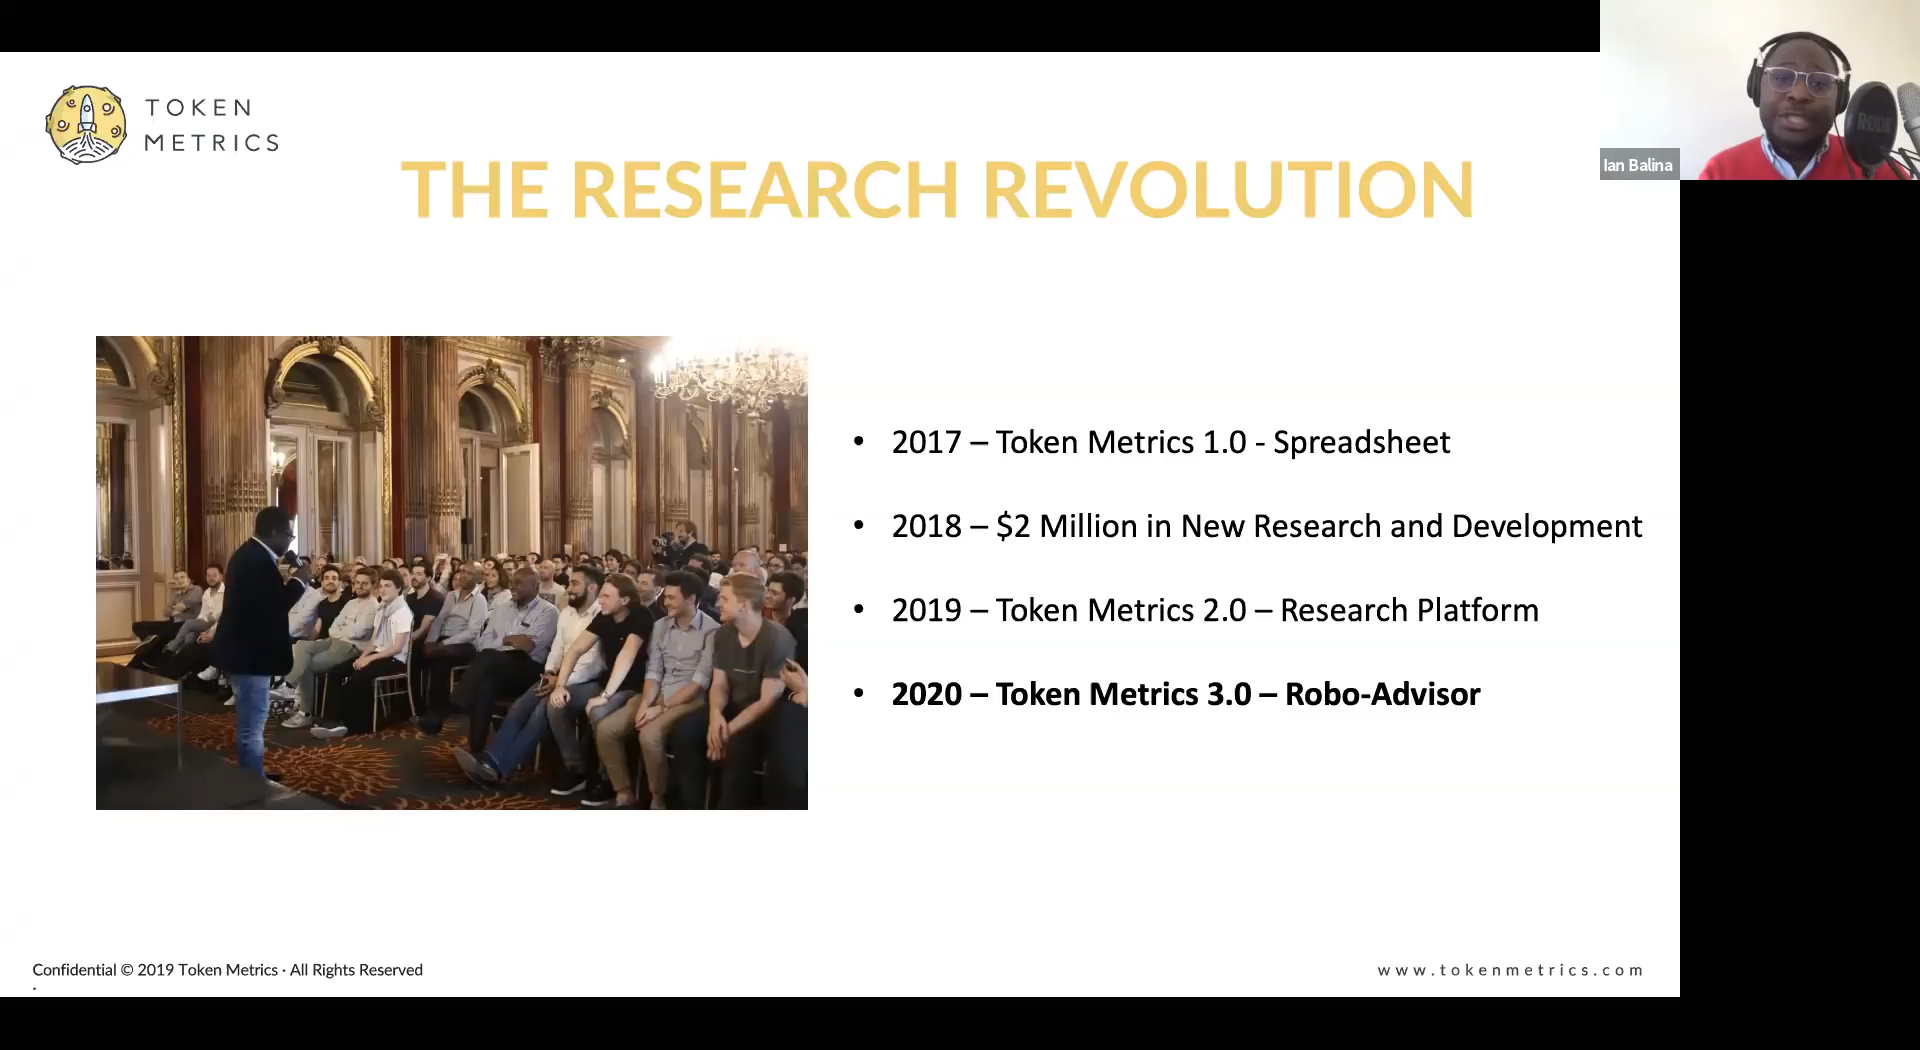 TOKEN
METRICS
THE RESEARCH REVOLUTION
Ian Balina
RODE
• 2017 – Token Metrics 1.0 - Spreadsheet
• 2018 – $2 Million in New Research and Development
• 2019 – Token Metrics 2.0 – Research Platform
• 2020 – Token Metrics 3.0 – Robo-Advisor
Confidential © 2019 Token Metrics · All Rights Reserved
.
www.tokenmetrics.com